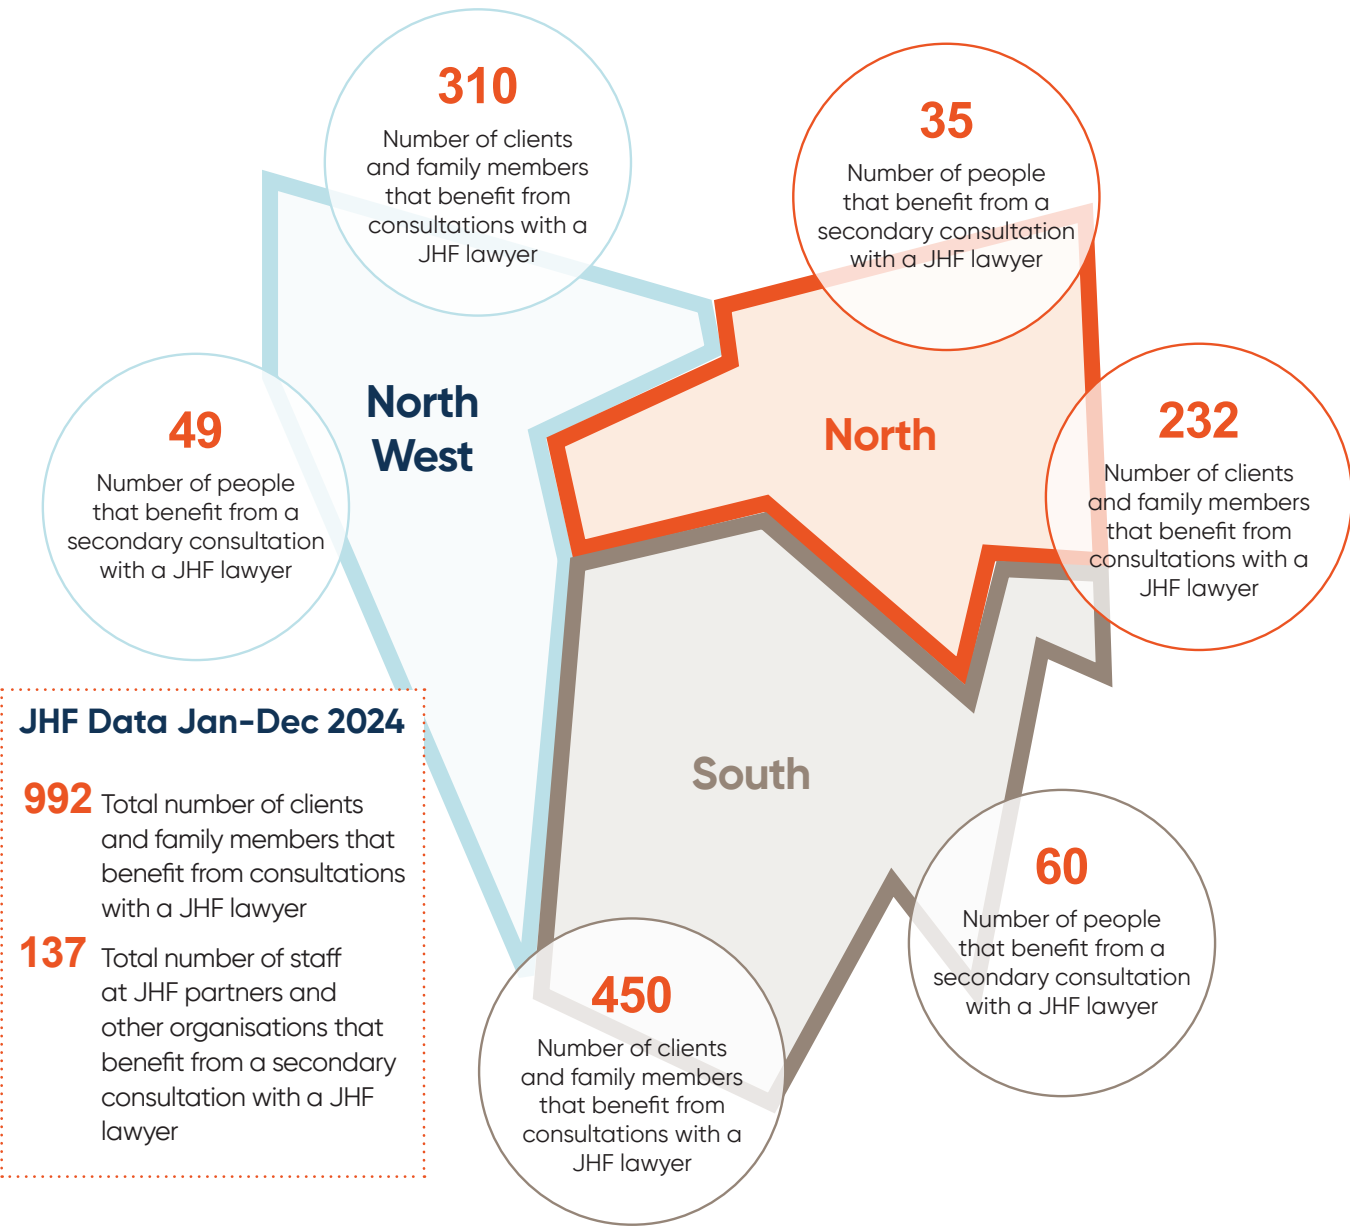 310
Number of clients
and family members
that benefit from
consultations with a
JHF lawyer
35
Number of people
that benefit from a
secondary consultation
with a JHF lawyer
North
West
49
Number of people
that benefit from a
secondary consultation
with a JHF lawyer
North
232
Number of clients
and family members
that benefit from
consultations with a
JHF lawyer
JHF Data Jan-Dec 2024
992 Total number of clients
and family members that
benefit from consultations
with a JHF lawyer
137 Total number of staff
at JHF partners and
other organisations that
benefit from a secondary
consultation with a JHF
lawyer
South
60
Number of people
that benefit from a
secondary consultation
with a JHF lawyer
450
Number of clients
and family members
that benefit from
consultations with a
JHF lawyer